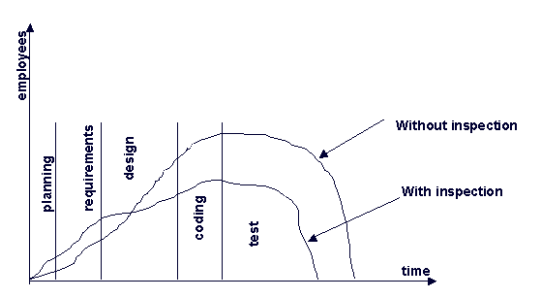 employees
planning
requirements
design
coding
test
Without inspection
With inspection
time